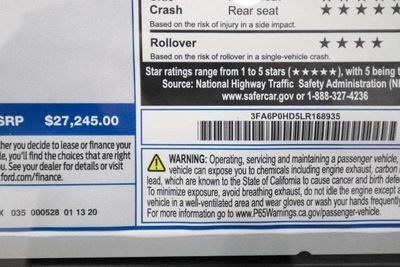 Crash Rear seat ★★★★★
Based on the risk of injury in a side impact.
Rollover ★★★★
Based on the risk of rollover in a single-vehicle crash.
Star ratings range from 1 to 5 stars (★★★★★), with 5 being t
Source: National Highway Traffic Safety Administration (N
www.safercar.gov or 1-888-327-4236
3FA6P0HD5LR168935
SRP $27,245.00
her you decide to lease or finance your
le, you'll find the choices that are right
u. See your dealer for details or visit
ford.com/finance.
X 035 000528 01 13 20
WARNING: Operating, servicing and maintaining a passenger vehicle,
vehicle can expose you to chemicals including engine exhaust, carbon
lead, which are known to the State of California to cause cancer and birth defe
To minimize exposure, avoid breathing exhaust, do not idle the engine except a
vehicle in a well-ventilated area and wear gloves or wash your hands frequently
For more information go to www.P65Warnings.ca.gov/passenger-vehicle.